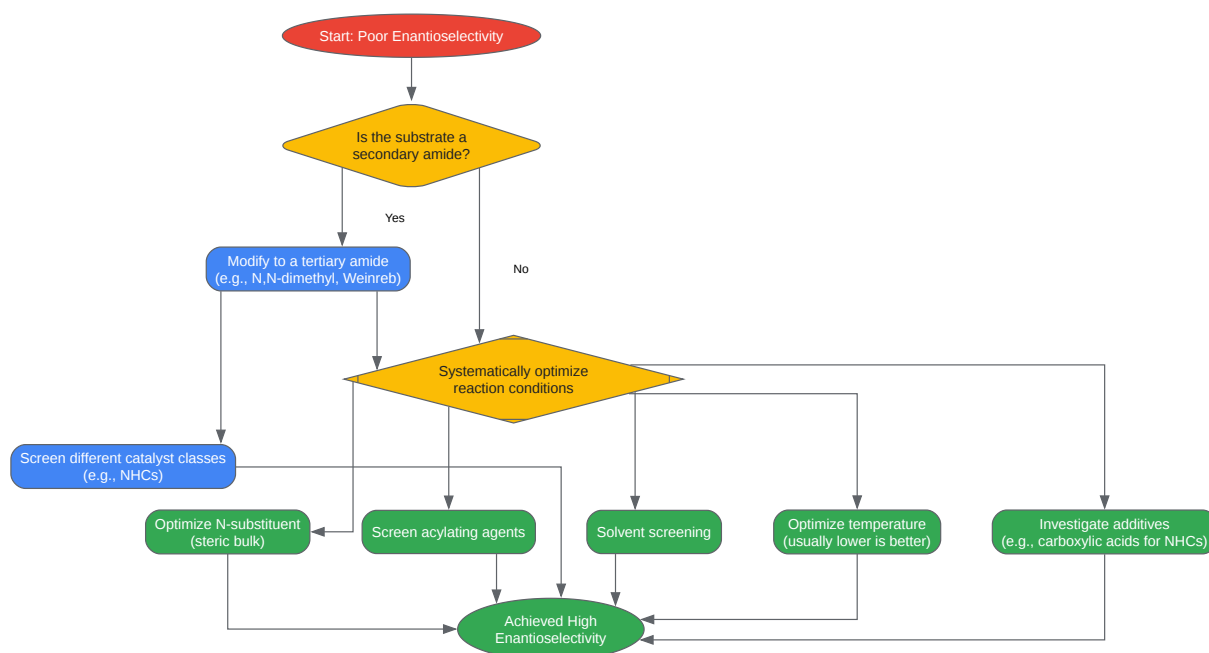 Start: Poor Enantioselectivity
Is the substrate a
secondary amide?
Yes
Modify to a tertiary amide
(e.g., N,N-dimethyl, Weinreb)
No
Systematically optimize
reaction conditions
Screen different catalyst classes
(e.g., NHCs)
Optimize N-substituent
(steric bulk)
Screen acylating agents
Solvent screening
Optimize temperature
(usually lower is better)
Investigate additives
(e.g., carboxylic acids for NHCs)
Achieved High
Enantioselectivity